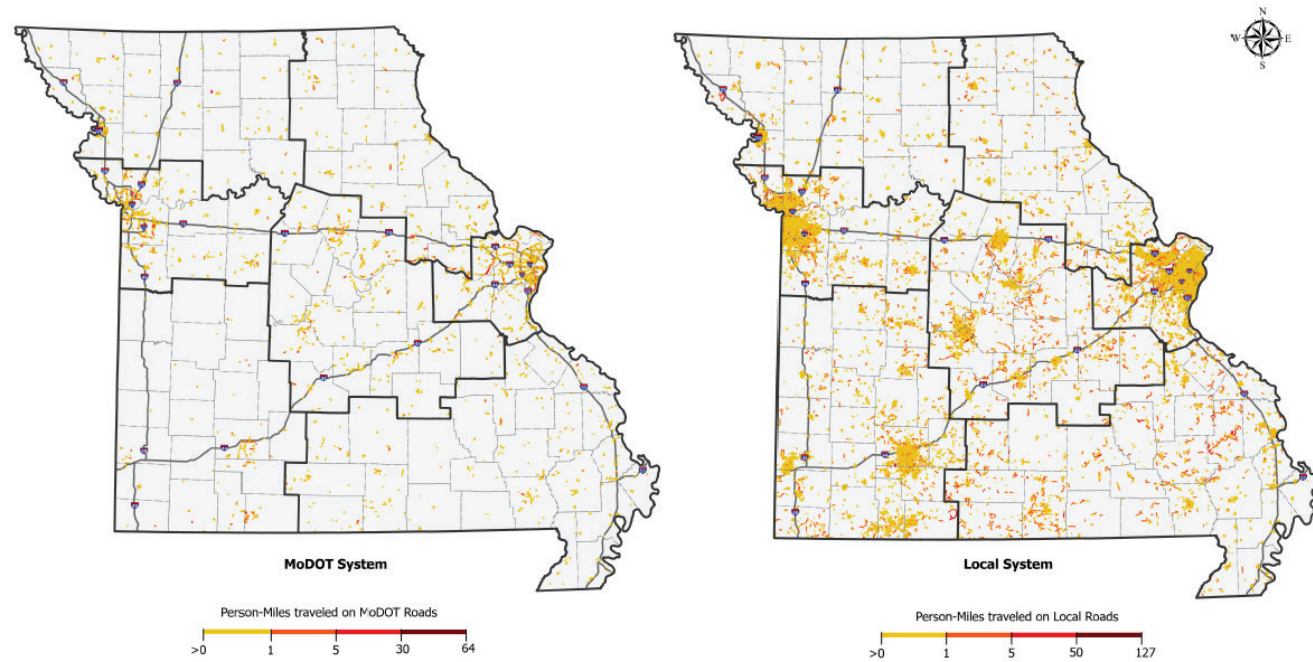 N
W E
S
MoDOT System
Local System
Person-Miles traveled on MoDOT Roads
>0 1 5 30 64
Person-Miles traveled on Local Roads
>0 1 5 50 127